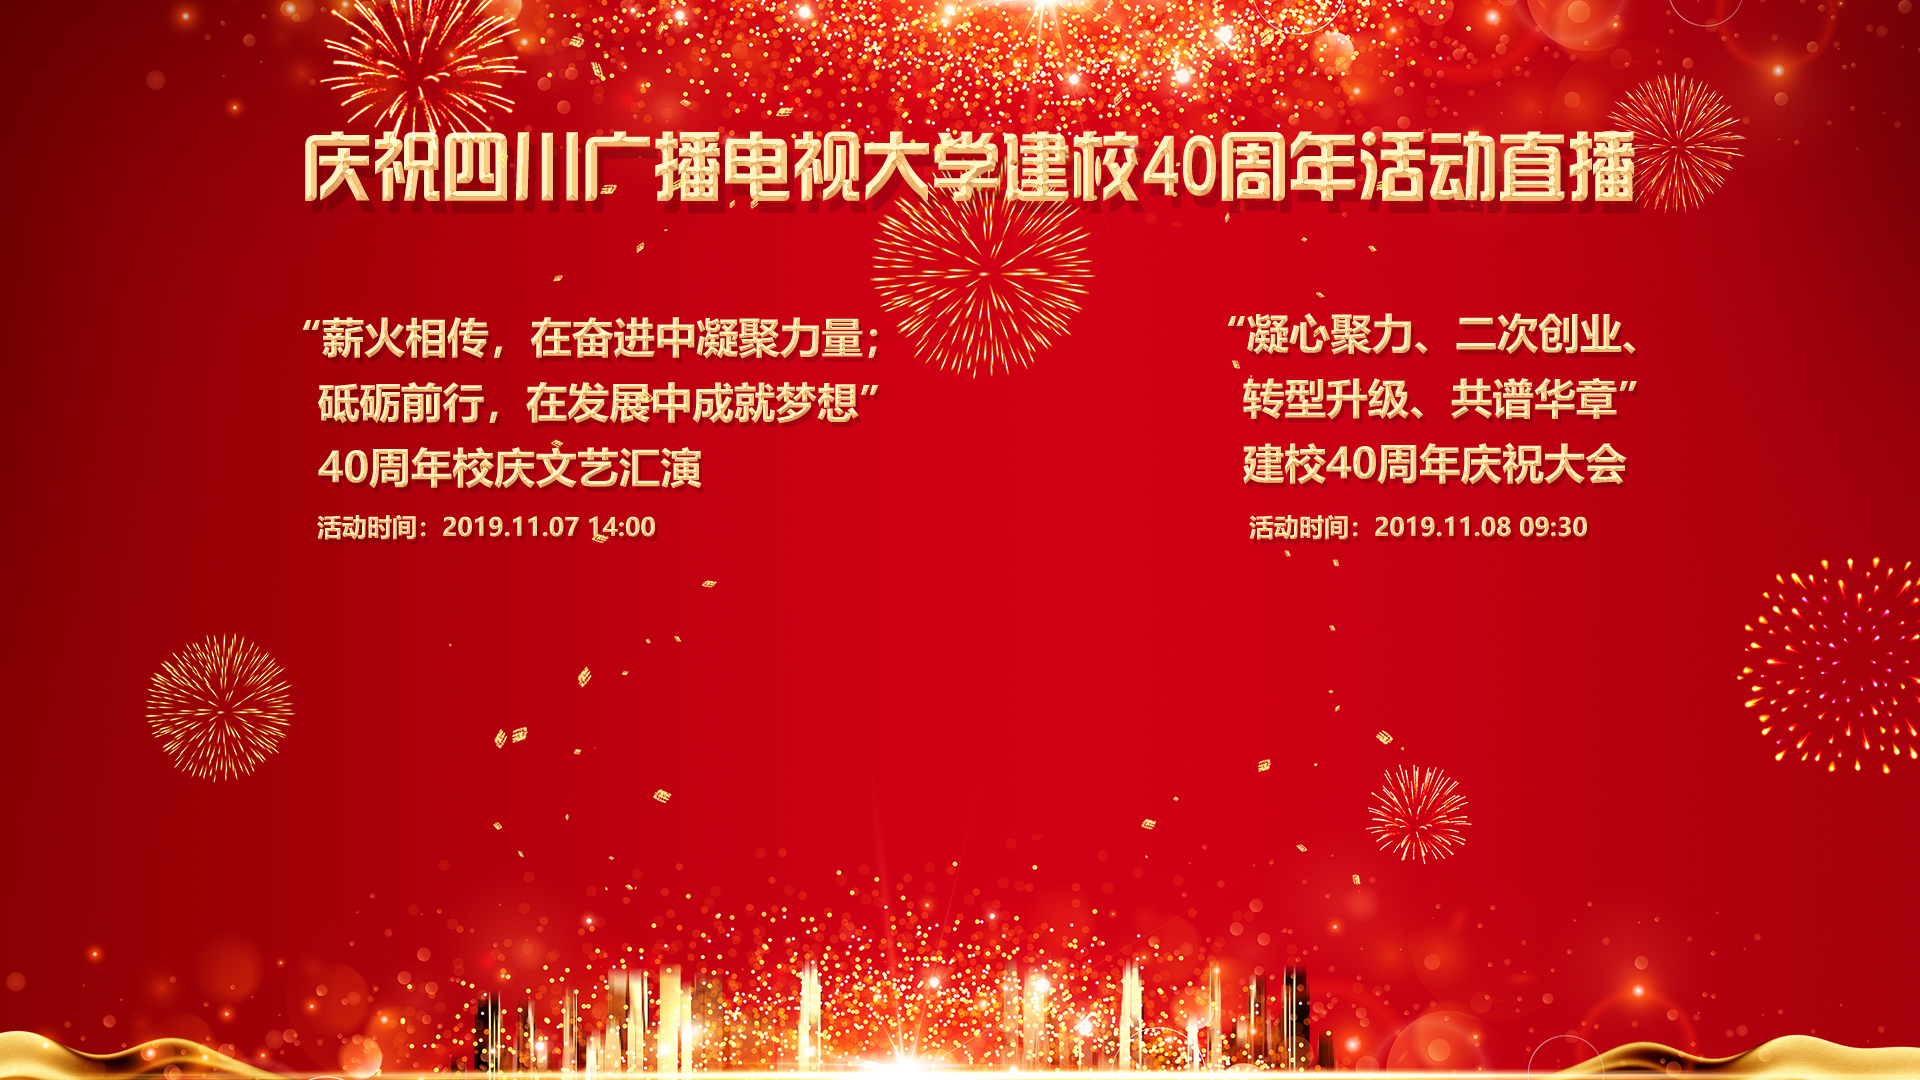 庆祝四川广播电视大学建校40周年活动直播
“薪火相传，在奋进中凝聚力量；
砥砺前行，在发展中成就梦想”
40周年校庆文艺汇演
活动时间：2019.11.07 14:00
“凝心聚力、二次创业、
转型升级、共谱华章”
建校40周年庆祝大会
活动时间：2019.11.08 09:30